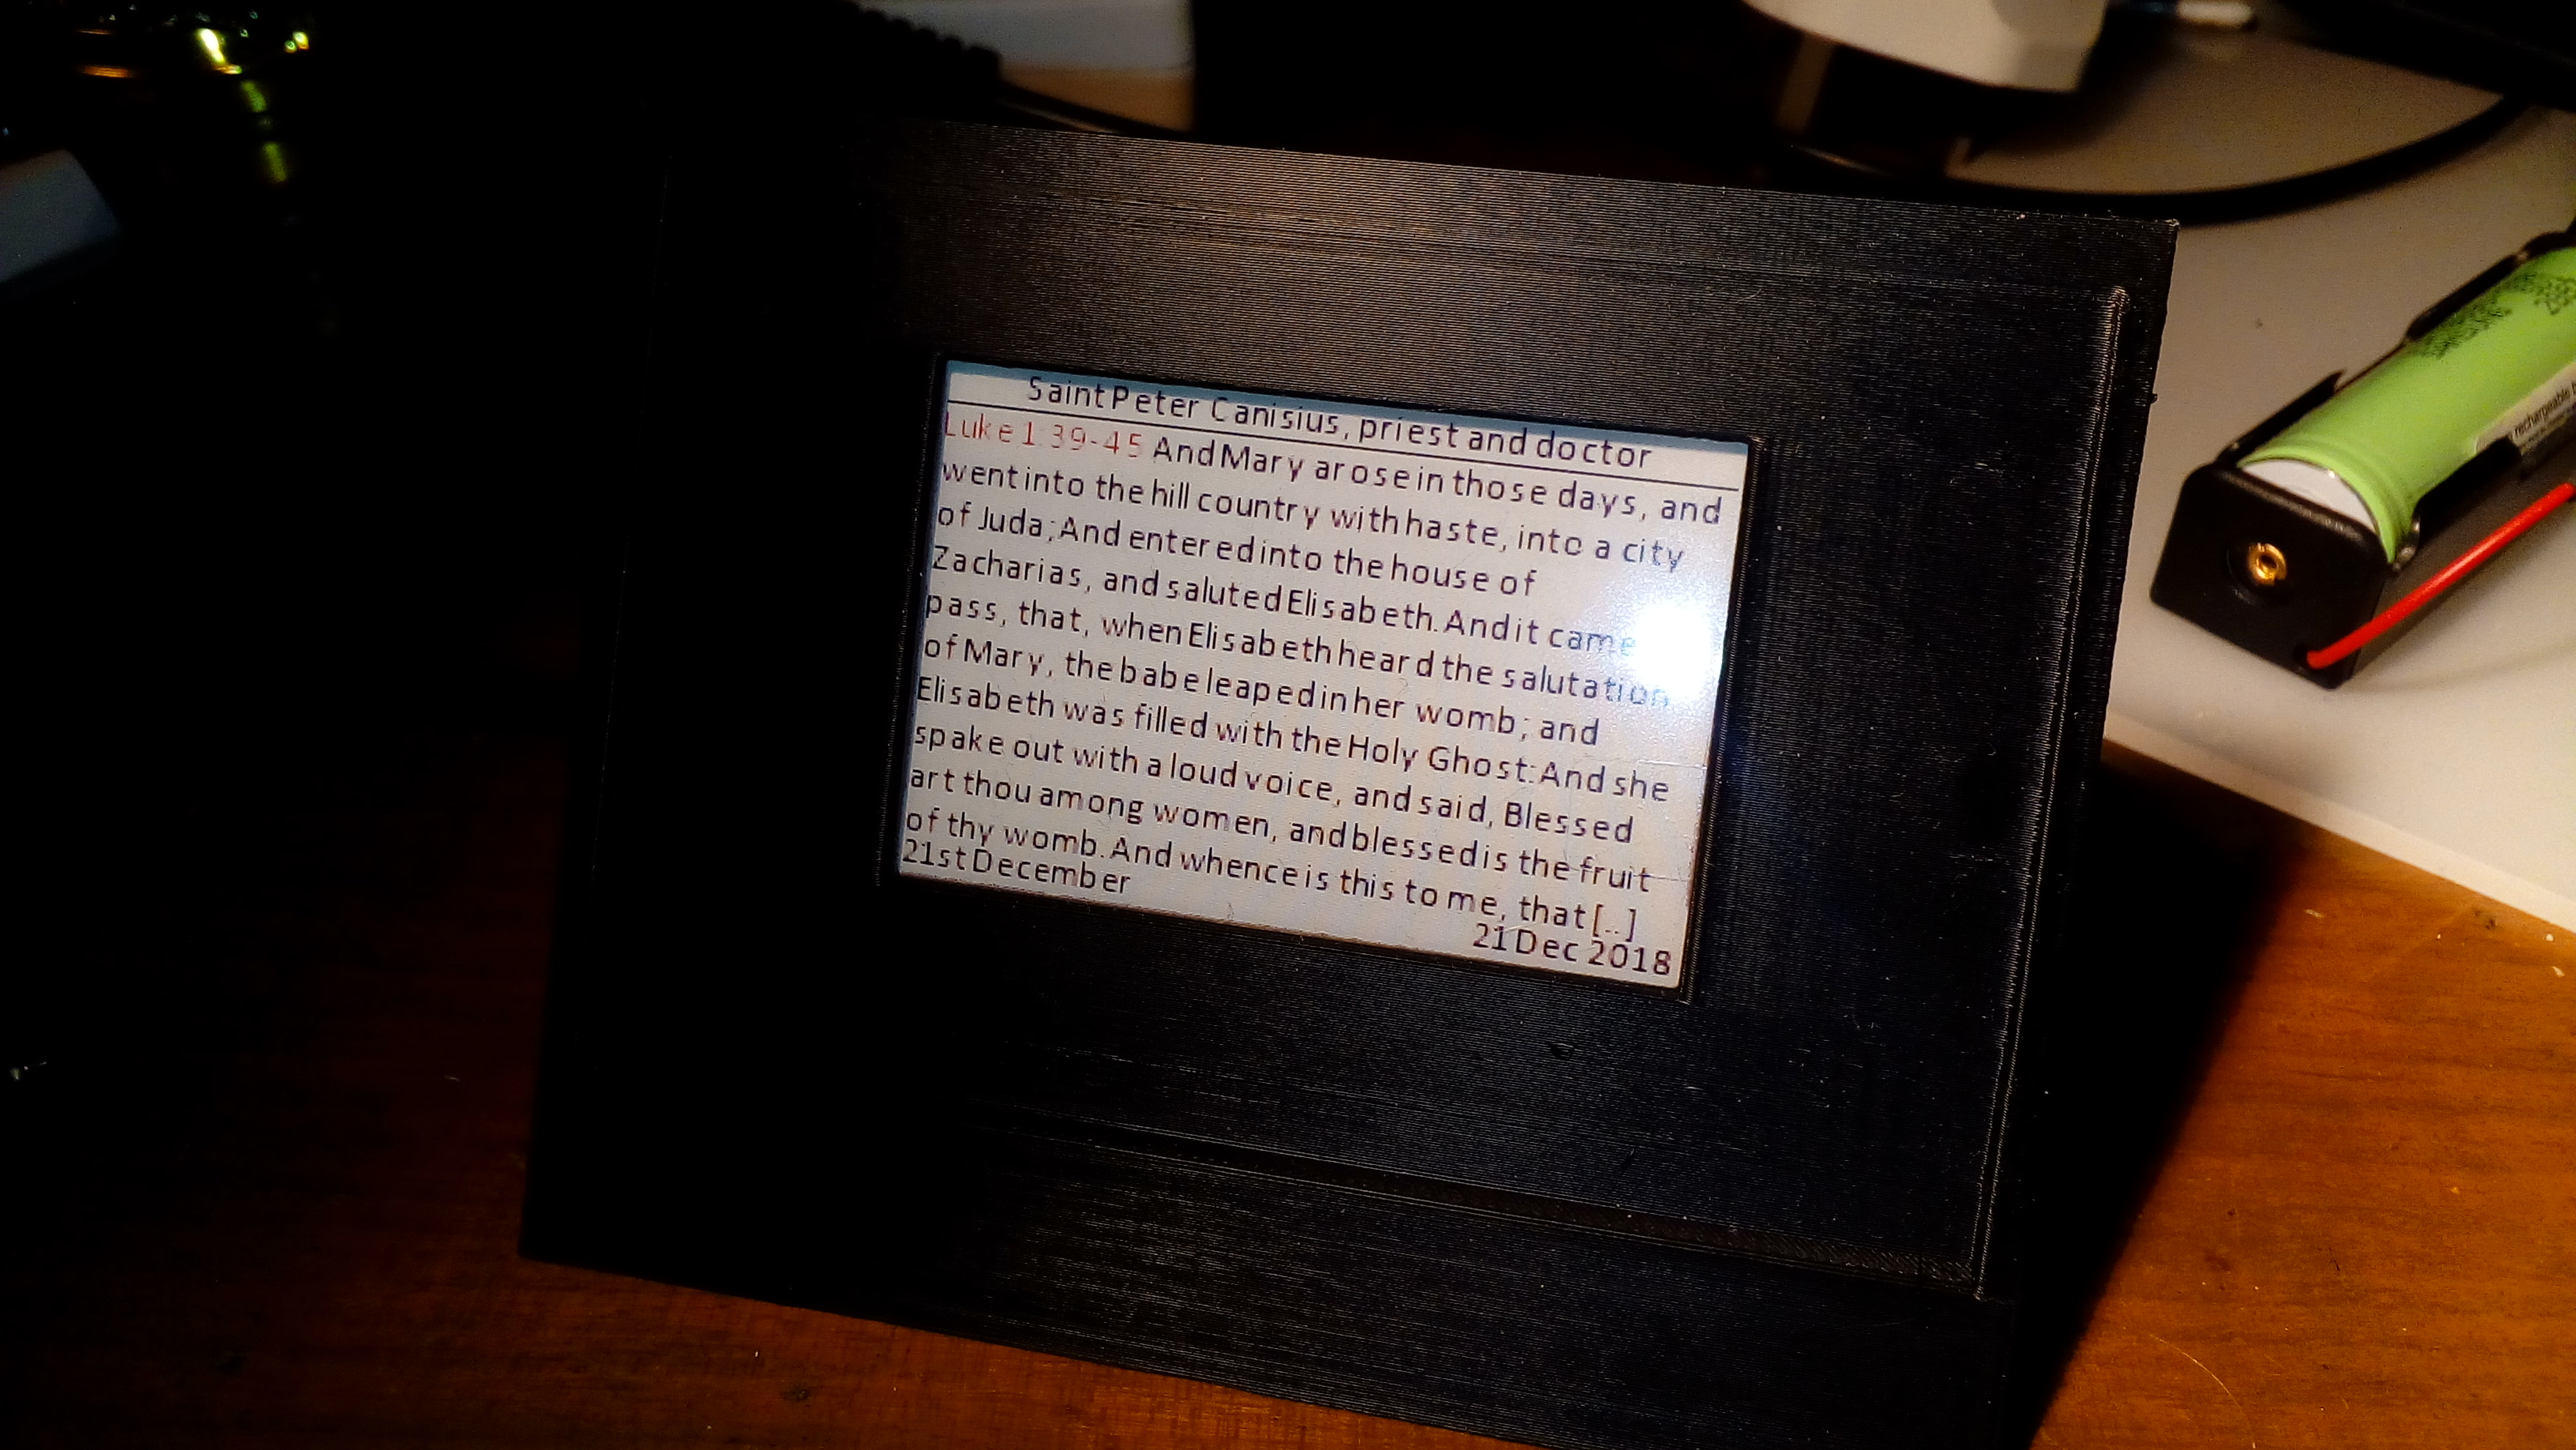 Saint Peter Canisius, priest and doctor
Luke 1:39-45 And Mary arose in those days, and
went into the hill country with haste, into a city
of Juda; And entered into the house of
Zacharias, and saluted Elisabeth. And it came
pass, that, when Elisabeth heard the salutation
of Mary, the babe leaped in her womb; and
Elisabeth was filled with the Holy Ghost: And she
spake out with a loud voice, and said, Blessed
art thou among women, and blessed is the fruit
of thy womb. And whence is this to me, that [..]
21st December
21 Dec 2018
rechargeable